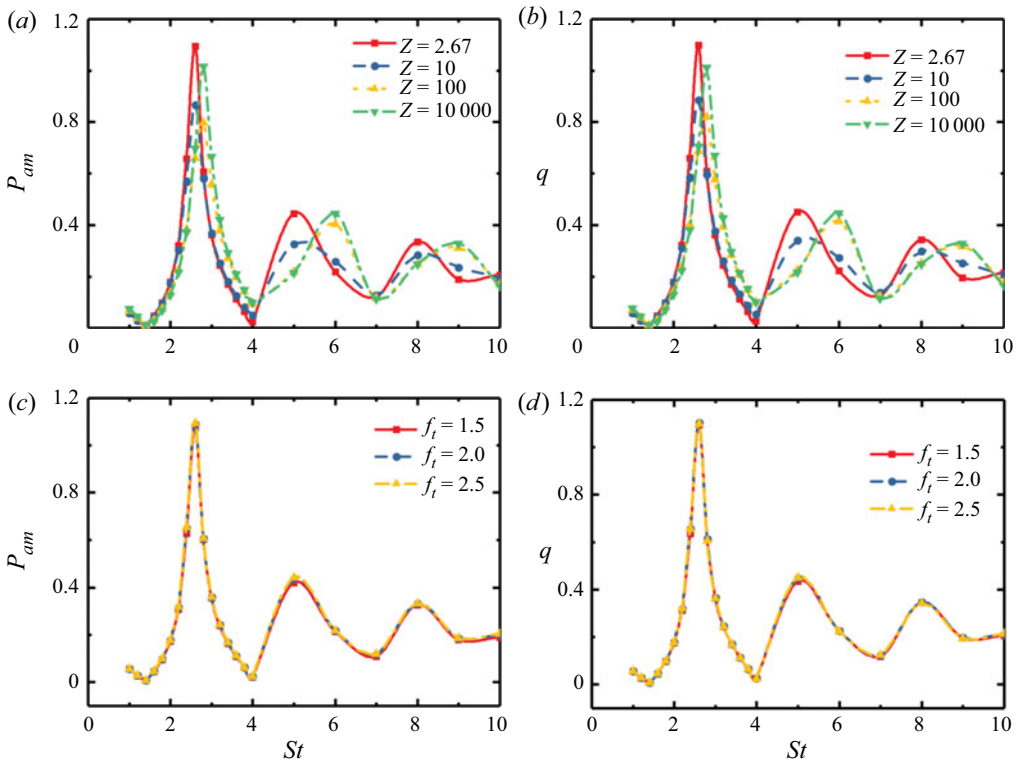 (a)
1.2
0.8
0.4
P_am
Z = 2.67
Z = 10
Z = 100
Z = 10 000
0 2 4 6 8 10
(b)
1.2
0.8
0.4
q
Z = 2.67
Z = 10
Z = 100
Z = 10 000
0 2 4 6 8 10
(c)
1.2
0.8
0.4
0
P_am
f_t = 1.5
f_t = 2.0
f_t = 2.5
0 2 4 6 8 10
St
(d)
1.2
0.8
0.4
0
q
f_t = 1.5
f_t = 2.0
f_t = 2.5
0 2 4 6 8 10
St